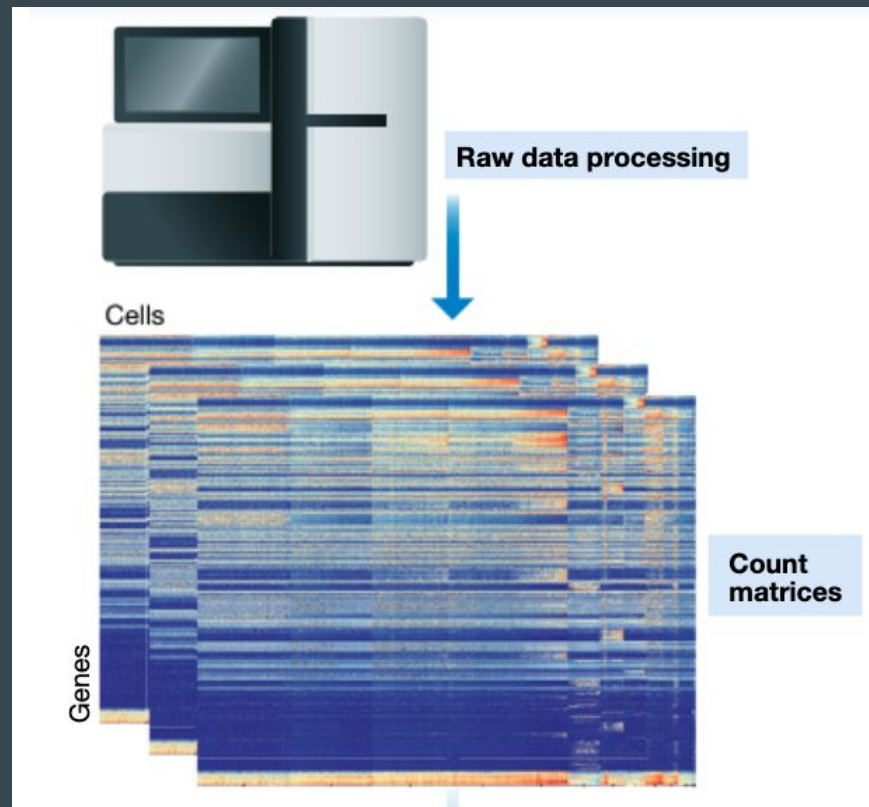 Raw data processing
Cells
Count
matrices
Genes